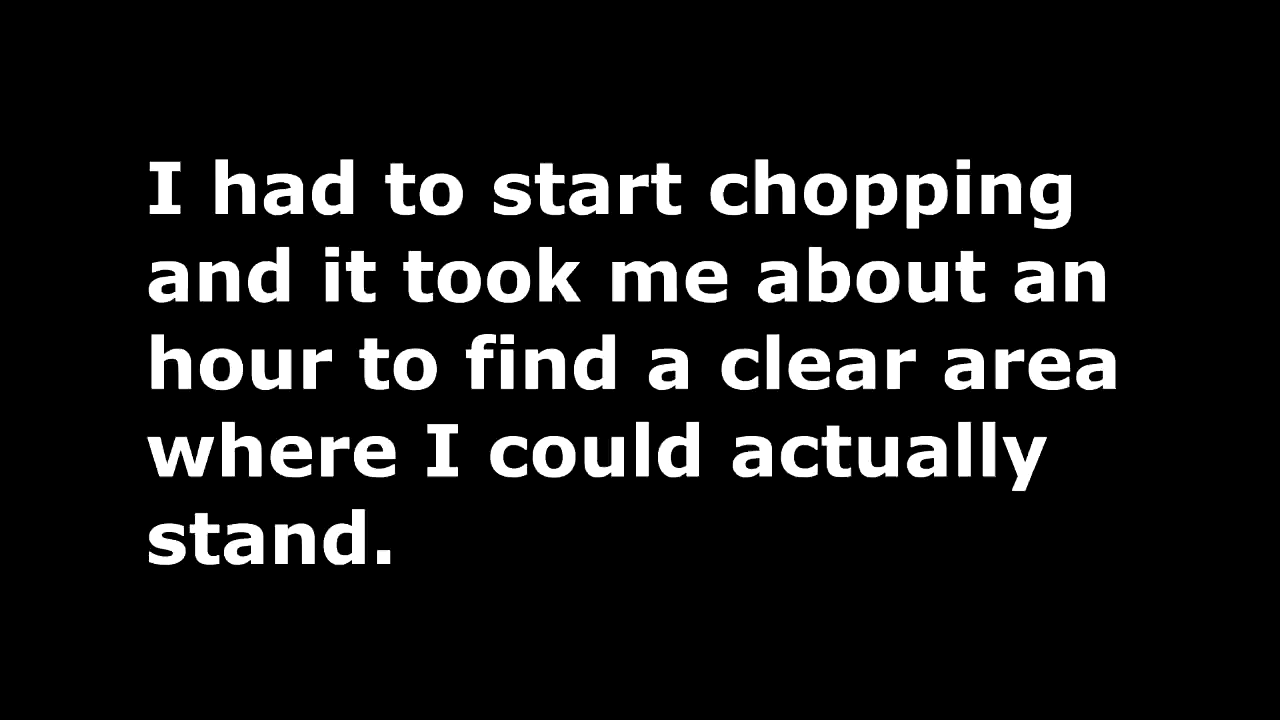 I had to start chopping
and it took me about an
hour to find a clear area
where I could actually
stand.